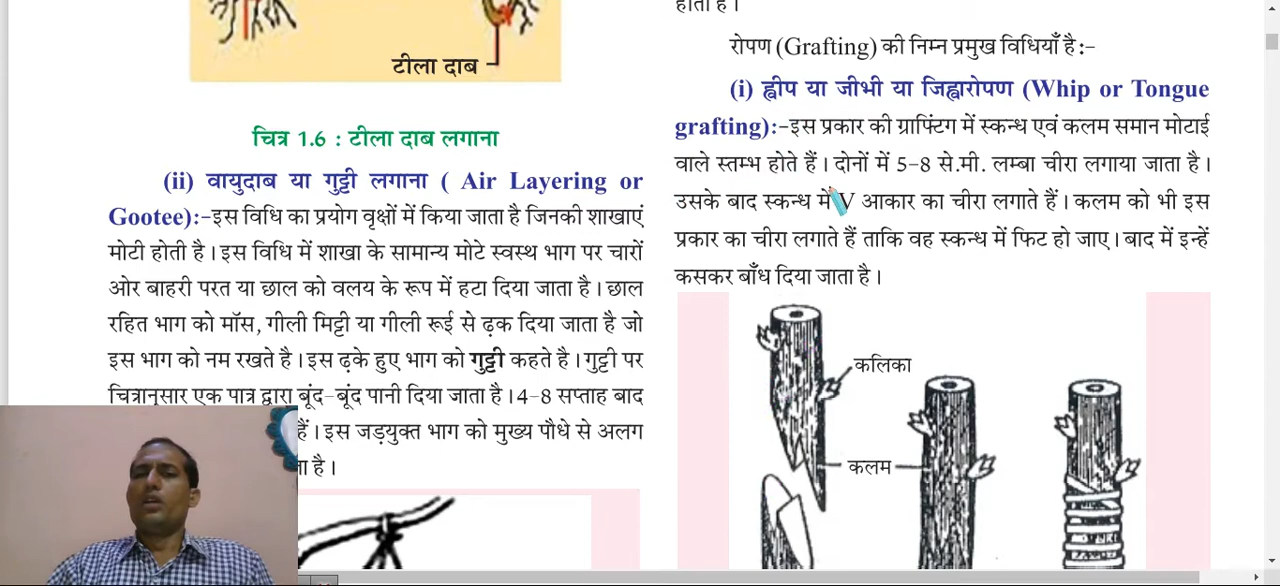 टीला दाब
चित्र 1.6 : टीला दाब लगाना
(ii) वायुदाब या गुट्टी लगाना ( Air Layering or
Gootee):-इस विधि का प्रयोग वृक्षों में किया जाता है जिनकी शाखाएं
मोटी होती है। इस विधि में शाखा के सामान्य मोटे स्वस्थ भाग पर चारों
ओर बाहरी परत या छाल को वलय के रूप में हटा दिया जाता है। छाल
रहित भाग को मॉस, गीली मिट्टी या गीली रूई से ढ़क दिया जाता है जो
इस भाग को नम रखते है। इस ढ़के हुए भाग को गुट्टी कहते है। गुट्टी पर
चित्रानुसार एक पात्र द्वारा बूंद-बूंद पानी दिया जाता है। 4-8 सप्ताह बाद
हैं। इस जड़युक्त भाग को मुख्य पौधे से अलग
है।
होता है।
रोपण (Grafting) की निम्न प्रमुख विधियाँ है :-
(i) ह्वीप या जीभी या जिह्वारोपण (Whip or Tongue
grafting):-इस प्रकार की ग्राफ्टिंग में स्कन्ध एवं कलम समान मोटाई
वाले स्तम्भ होते हैं। दोनों में 5-8 से.मी. लम्बा चीरा लगाया जाता है।
उसके बाद स्कन्ध में V आकार का चीरा लगाते हैं। कलम को भी इस
प्रकार का चीरा लगाते हैं ताकि वह स्कन्ध में फिट हो जाए। बाद में इन्हें
कसकर बाँध दिया जाता है।
कलिका
कलम